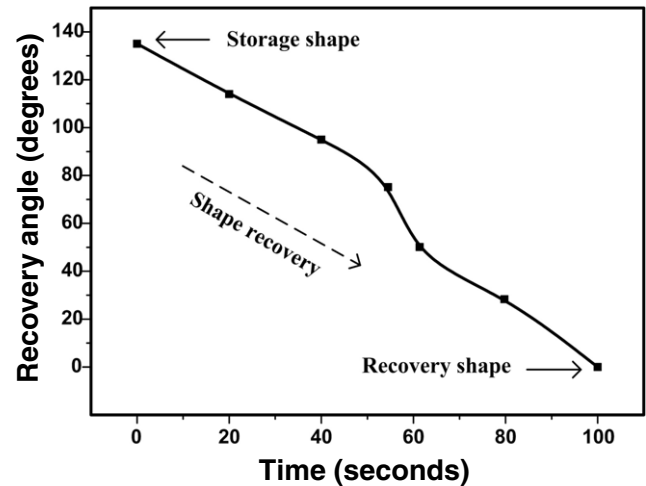 Recovery angle (degrees)
140
120
100
80
60
40
20
0
Storage shape
Shape recovery
Recovery shape
0 20 40 60 80 100
Time (seconds)